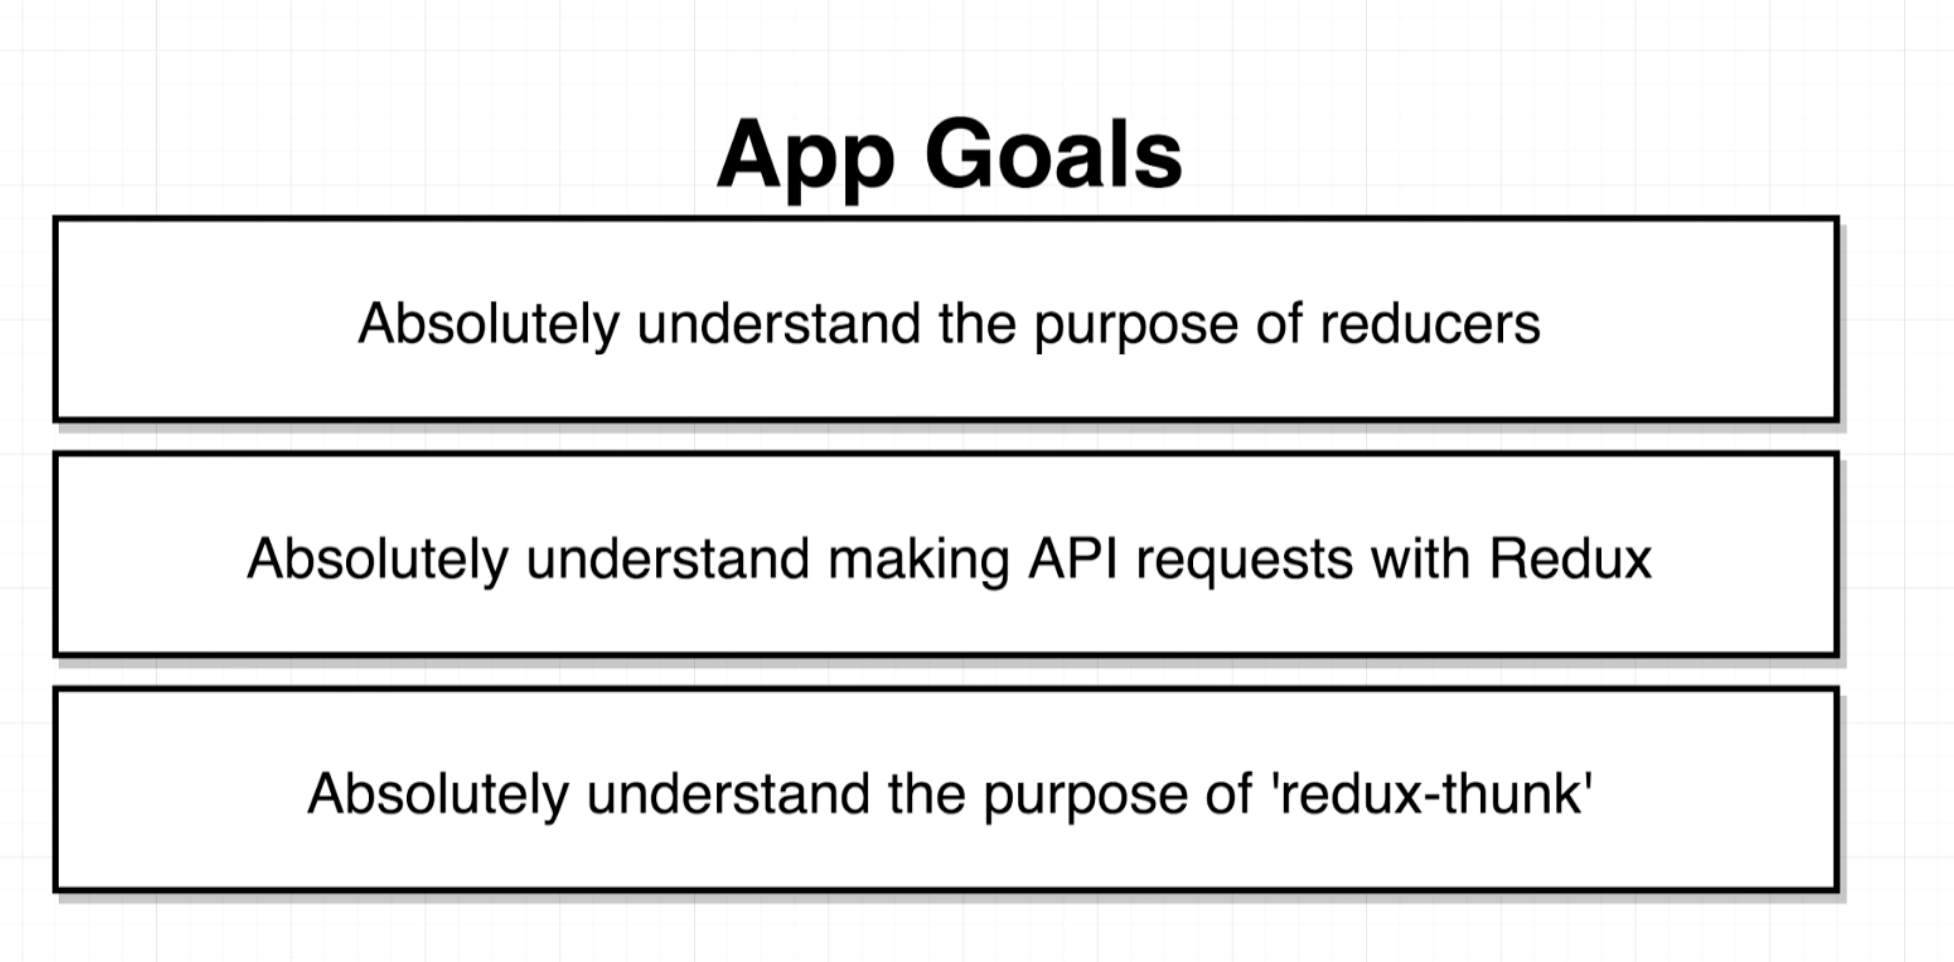 App Goals
Absolutely understand the purpose of reducers
Absolutely understand making API requests with Redux
Absolutely understand the purpose of 'redux-thunk'